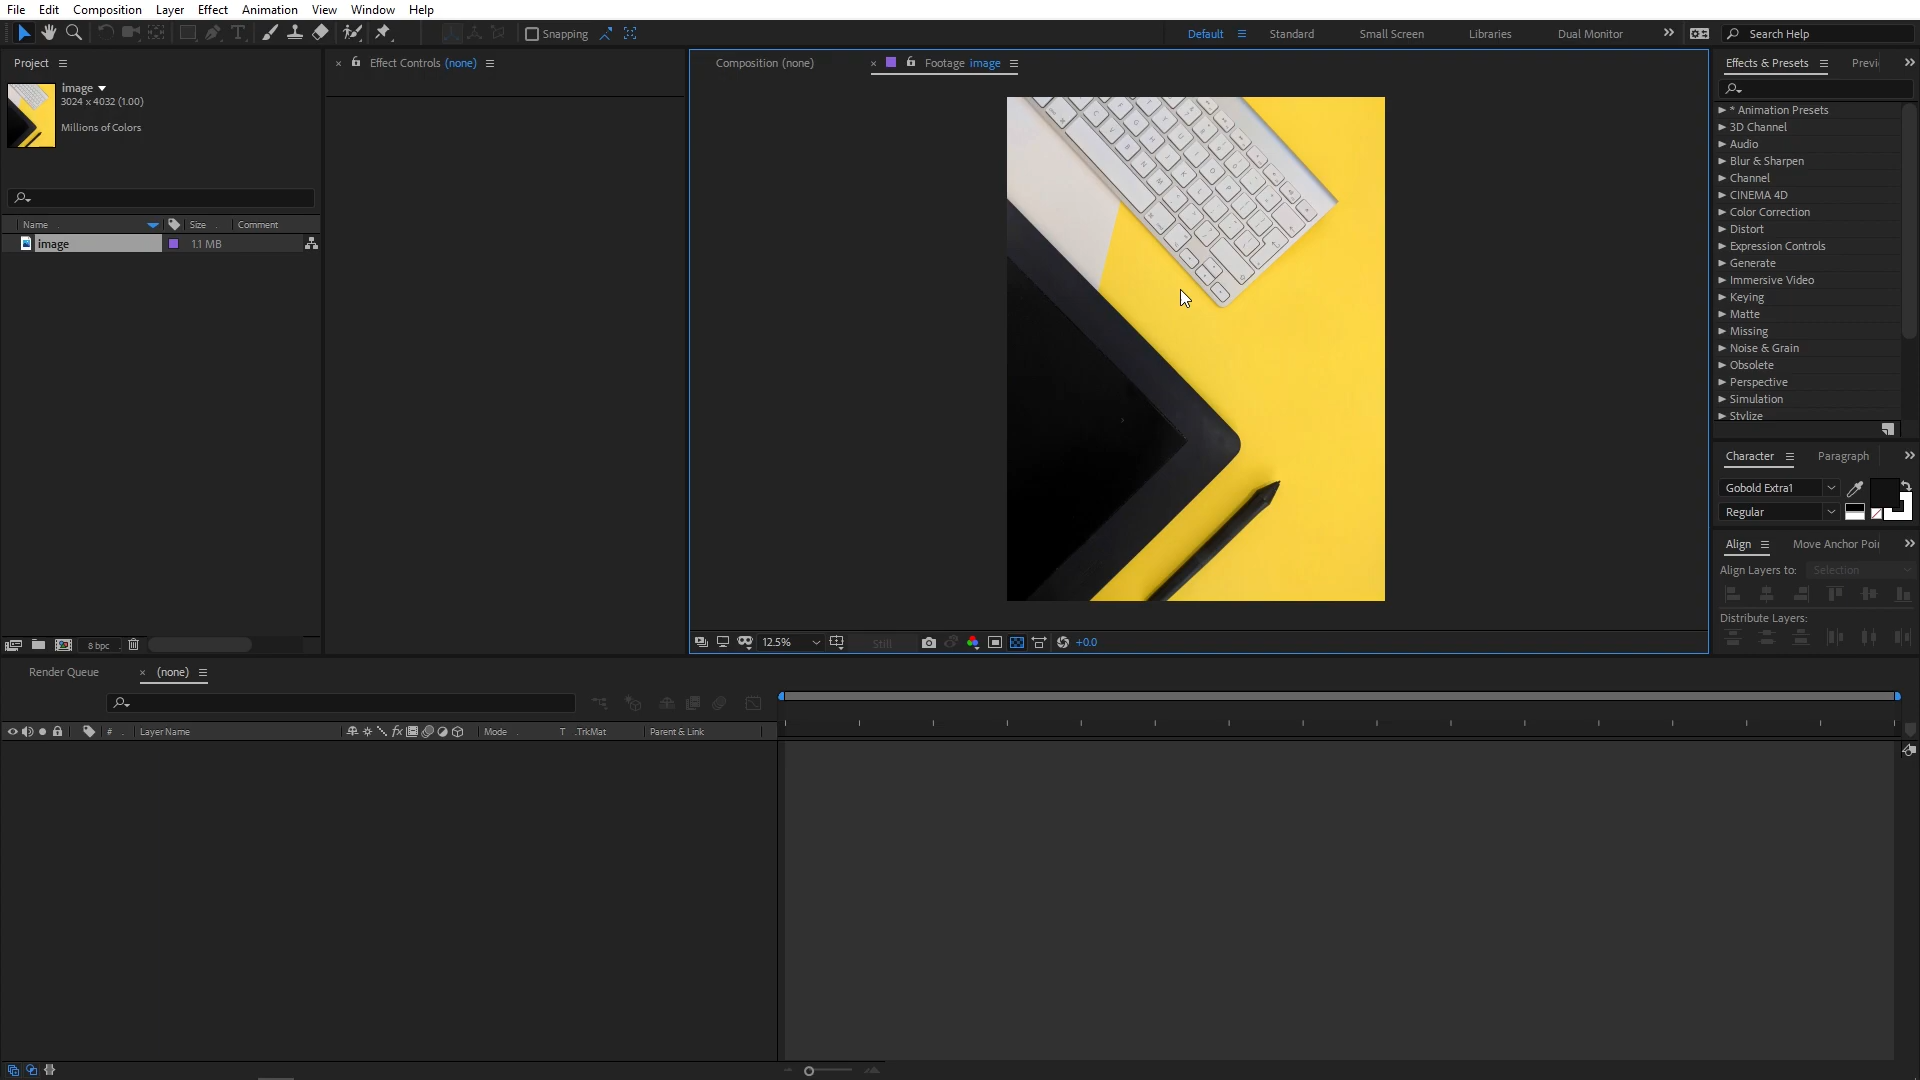 File Edit Composition Layer Effect Animation View Window Help
Snapping
Default Standard Small Screen Libraries Dual Monitor Search Help
Project
image
3024 x 4032 (1.00)
Millions of Colors
Name Size Comment
image 1.1 MB
8 bpc
Effect Controls (none)
Composition (none) Footage image
12.5% Still +0.0
Effects & Presets Previ
* Animation Presets
3D Channel
Audio
Blur & Sharpen
Channel
CINEMA 4D
Color Correction
Distort
Expression Controls
Generate
Immersive Video
Keying
Matte
Missing
Noise & Grain
Obsolete
Perspective
Simulation
Stylize
Character Paragraph
Gobold Extra1
Regular
Align Move Anchor Poi
Align Layers to: Selection
Distribute Layers:
Render Queue (none)
# Layer Name fx Mode T .TrkMat Parent & Link